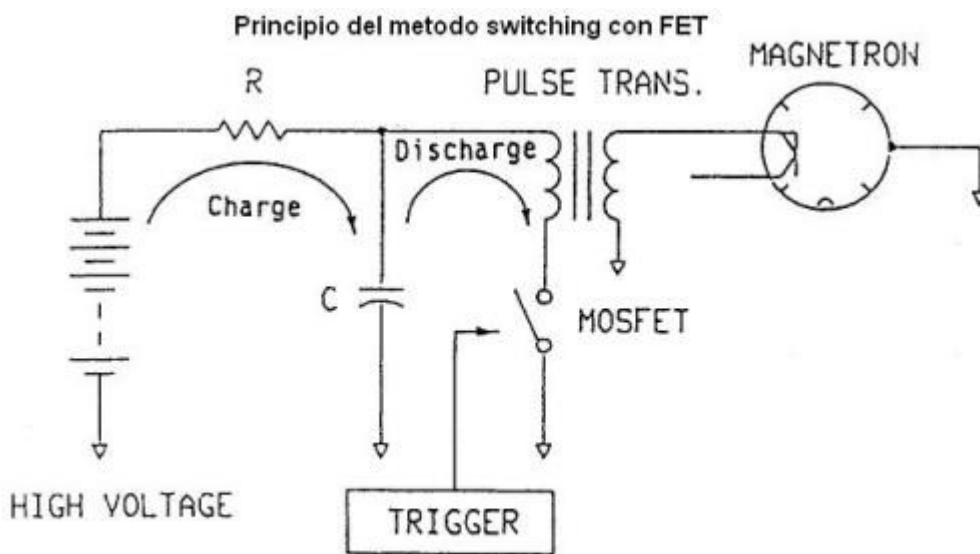 Principio del metodo switching con FET
MAGNETRON
R
PULSE TRANS.
Discharge
Charge
C
MOSFET
HIGH VOLTAGE
TRIGGER